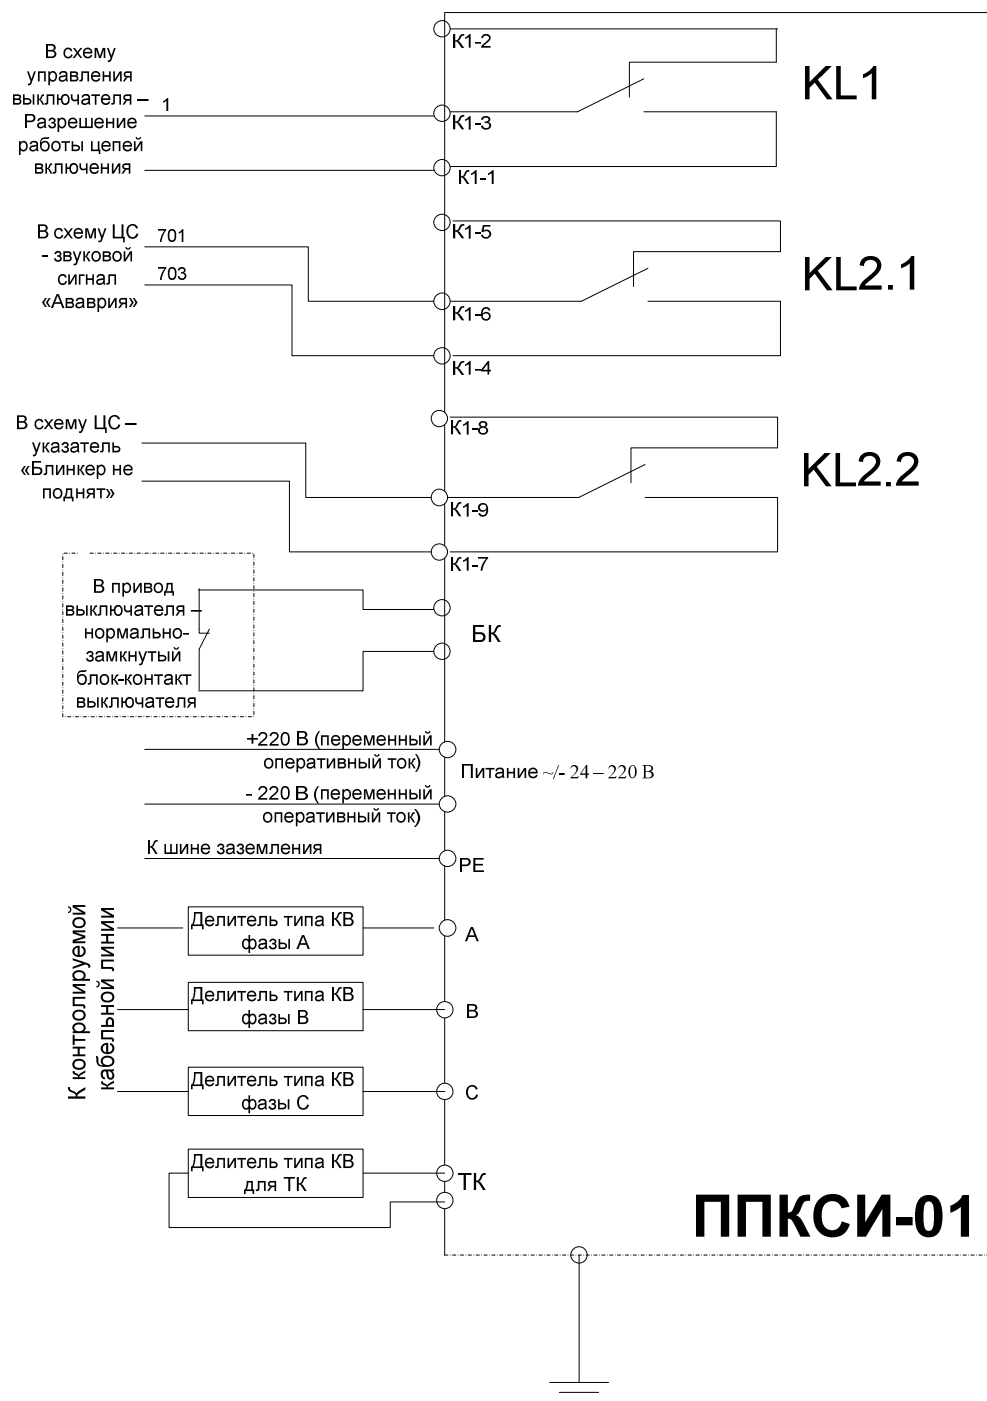 В схему
управления
выключателя –
Разрешение
работы цепей
включения
1
К1-2
К1-3
К1-1
KL1
В схему ЦС
- звуковой
сигнал
«Ававрия»
701
703
К1-5
К1-6
К1-4
KL2.1
В схему ЦС –
указатель
«Блинкер не
поднят»
К1-8
К1-9
К1-7
KL2.2
В привод
выключателя –
нормально-
замкнутый
блок-контакт
выключателя
БК
+220 В (переменный
оперативный ток)
Питание ~/- 24 – 220 В
- 220 В (переменный
оперативный ток)
К шине заземления
PE
К контролируемой
кабельной линии
Делитель типа КВ
фазы А
А
Делитель типа КВ
фазы В
В
Делитель типа КВ
фазы С
С
Делитель типа КВ
для ТК
ТК
ППКСИ-01